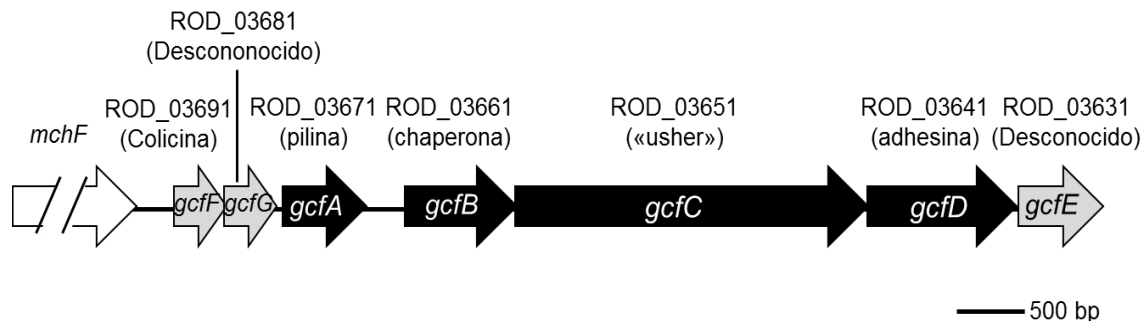 ROD_03681
(Descononocido)
ROD_03691
(Colicina)
ROD_03671
(pilina)
ROD_03661
(chaperona)
ROD_03651
(«usher»)
ROD_03641
(adhesina)
ROD_03631
(Desconocido)
mchF
gcfF
gcfG
gcfA
gcfB
gcfC
gcfD
gcfE
500 bp